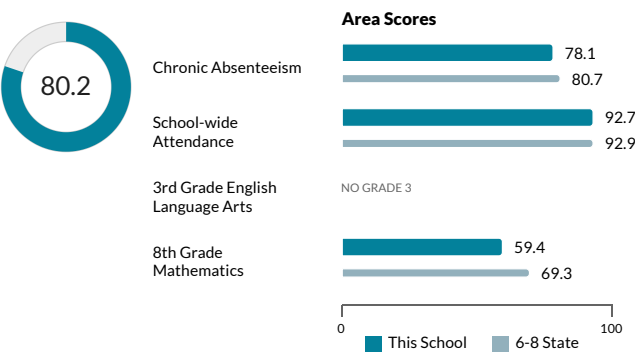 Area Scores
80.2
Chronic Absenteeism
78.1
80.7
School-wide
Attendance
92.7
92.9
3rd Grade English
Language Arts
NO GRADE 3
8th Grade
Mathematics
59.4
69.3
0
100
This School
6-8 State